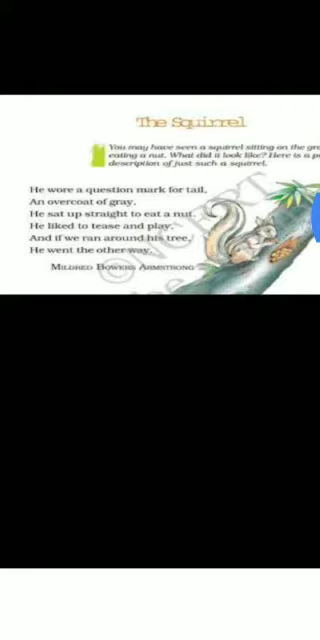 The Squirrel
You may have seen a squirrel sitting on the
eating a nut. What did it look like? Here is a
description of just such a squirrel.
He wore a question mark for tail,
An overcoat of gray,
He sat up straight to eat a nut.
He liked to tease and play,
And if we ran around his tree,
He went the other way.
MILDRED BOWERS ARMSTRONG
© NCERT